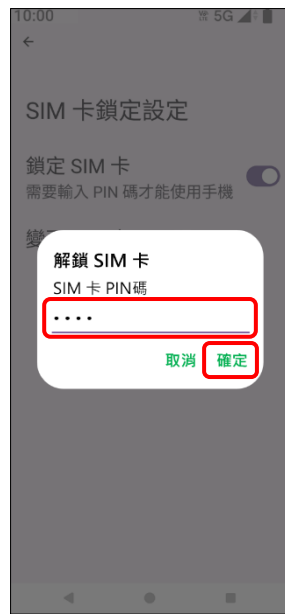 10:00 5G
SIM 卡鎖定設定
鎖定 SIM 卡
需要輸入 PIN 碼才能使用手機
解鎖 SIM 卡
SIM 卡 PIN碼
••••
取消 確定